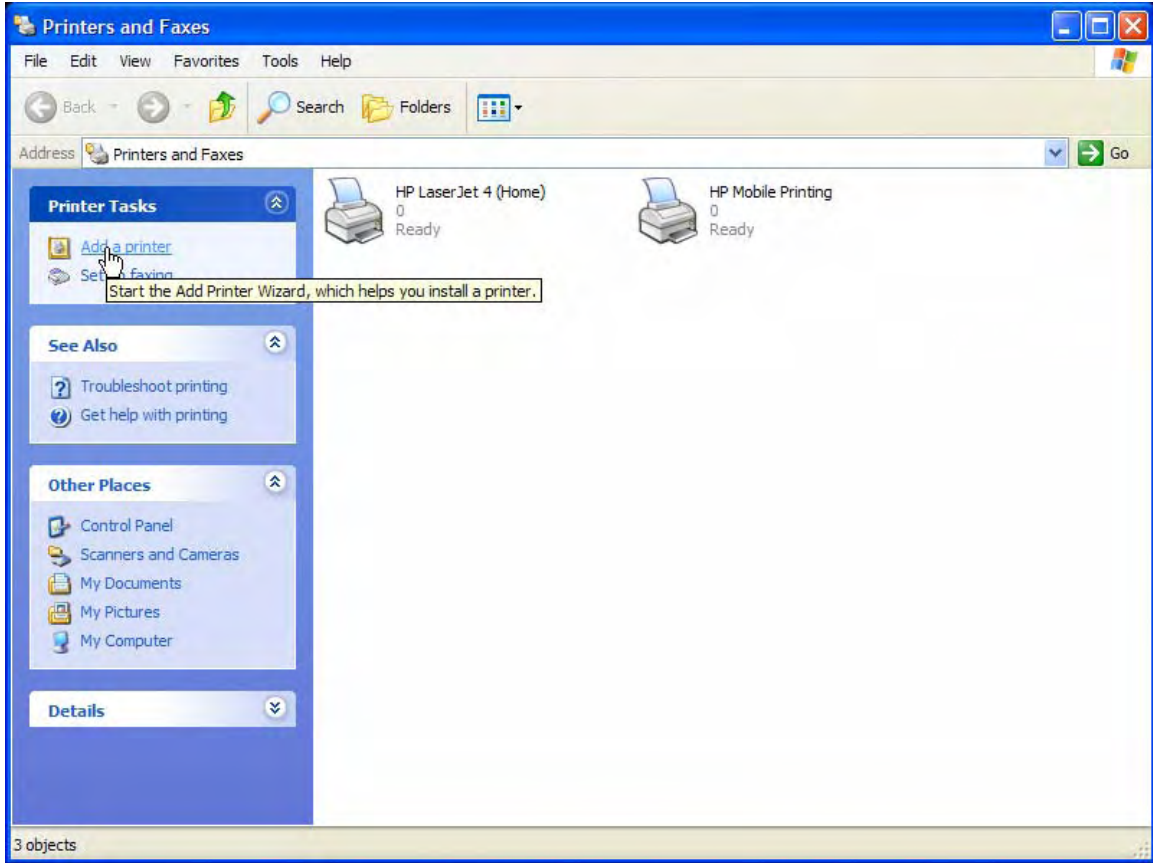 Printers and Faxes
File Edit View Favorites Tools Help
Back Search Folders
Address Printers and Faxes Go
Printer Tasks
Add a printer
Set faxing
Start the Add Printer Wizard, which helps you install a printer.
See Also
Troubleshoot printing
Get help with printing
Other Places
Control Panel
Scanners and Cameras
My Documents
My Pictures
My Computer
Details
HP LaserJet 4 (Home)
0
Ready
HP Mobile Printing
0
Ready
3 objects